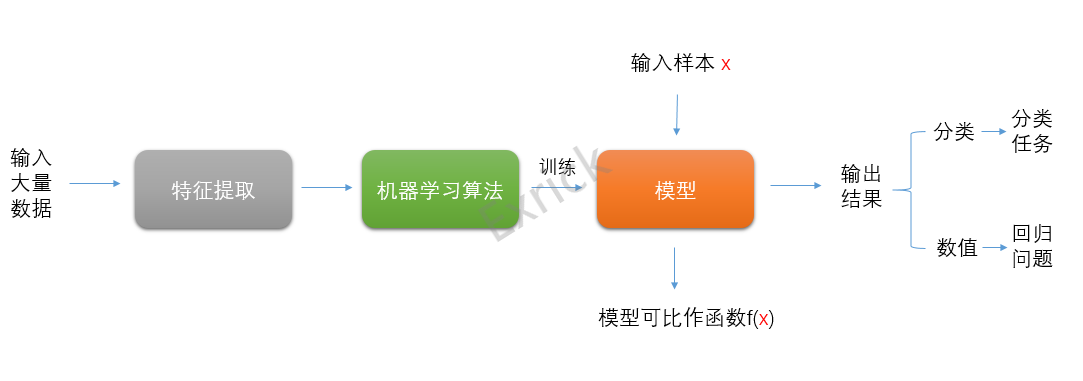 输入样本 x
输入
大量
数据
特征提取
机器学习算法
训练
模型
输出
结果
分类
分类
任务
数值
回归
问题
模型可比作函数f(x)
Exrick